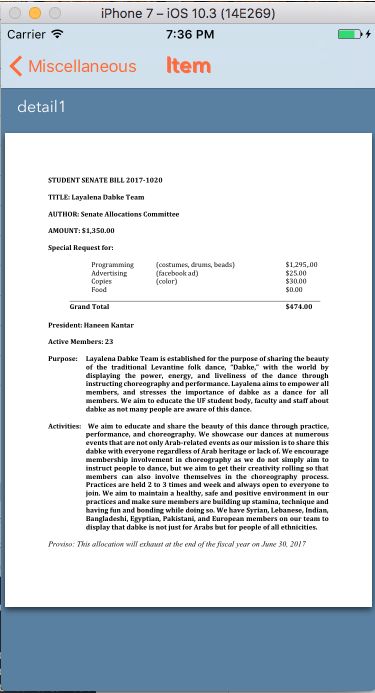 iPhone 7 – iOS 10.3 (14E269)
Carrier 7:36 PM
Miscellaneous Item
detail1
STUDENT SENATE BILL 2017-1020
TITLE: Layalena Dabke Team
AUTHOR: Senate Allocations Committee
AMOUNT: $1,350.00
Special Request for:
Programming (costumes, drums, beads) $1,295,00
Advertising (facebook ad) $25.00
Copies (color) $30.00
Food $0.00
Grand Total $474.00
President: Haneen Kantar
Active Members: 23
Purpose: Layalena Dabke Team is established for the purpose of sharing the beauty
of the traditional Levantine folk dance, "Dabke," with the world by
displaying the power, energy, and liveliness of the dance through
instructing choreography and performance. Layalena aims to empower all
members, and stresses the importance of dabke as a dance for all
members. We aim to educate the UF student body, faculty and staff about
dabke as not many people are aware of this dance.
Activities: We aim to educate and share the beauty of this dance through practice,
performance, and choreography. We showcase our dances at numerous
events that are not only Arab-related events as our mission is to share this
dabke with everyone regardless of Arab heritage or lack of. We encourage
membership involvement in choreography as we do not simply aim to
instruct people to dance, but we aim to get their creativity rolling so that
members can also involve themselves in the choreography process.
Practices are held 2 to 3 times and week and always open to everyone to
join. We aim to maintain a healthy, safe and positive environment in our
practices and make sure members are building up stamina, technique and
having fun and bonding while doing so. We have Syrian, Lebanese, Indian,
Bangladeshi, Egyptian, Pakistani, and European members on our team to
display that dabke is not just for Arabs but for people of all ethnicities.
Proviso: This allocation will exhaust at the end of the fiscal year on June 30, 2017